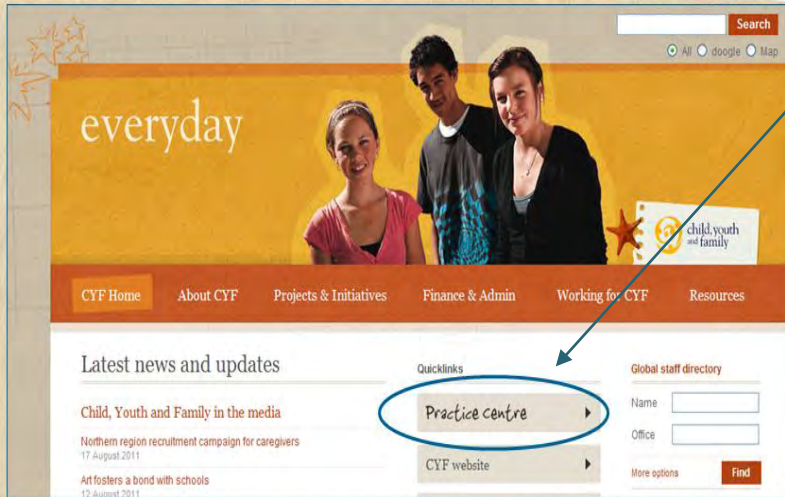 Search
All doogle Map
everyday
child, youth
and family
CYF Home About CYF Projects & Initiatives Finance & Admin Working for CYF Resources
Latest news and updates
Child, Youth and Family in the media
Northern region recruitment campaign for caregivers
17 August 2011
Art fosters a bond with schools
12 August 2011
Quicklinks
Practice centre
CYF website
Global staff directory
Name
Office
More options Find